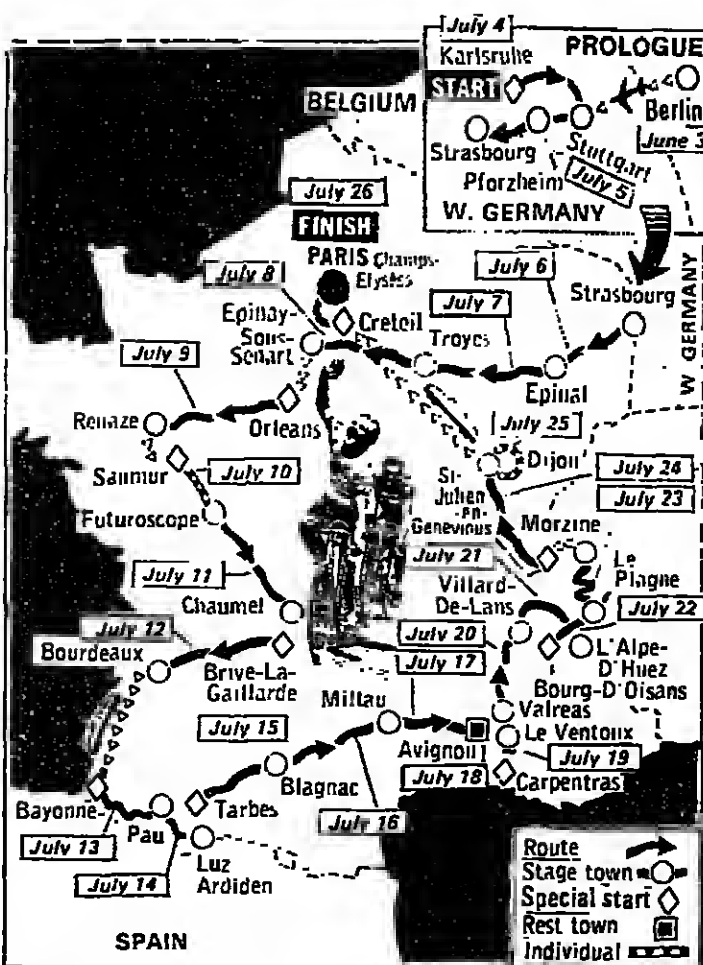 July 4
Karlsruhe
PROLOGUE
START
BELGIUM
Berlin
June 3
Strasbourg
Stuttgart
Pforzheim
July 5
W. GERMANY
July 26
FINISH
PARIS Champs-
Elysées
July 8
July 6
Strasbourg
W. GERMANY
July 7
Epinay-
Sous-
Senart
Creteil
Troyes
July 9
Epinal
Renaze
Orleans
July 25
Dijon
Saumur
July 10
July 24
July 23
St-
Julien
-En-
Genevious
Futuroscope
Morzine
July 21
La
Plagne
July 11
Villard-
De-Lans
July 22
Chaumel
July 12
July 20
Bourdeaux
L'Alpe-
D'Huez
July 17
Brive-La-
Gaillarde
Bourg-D'Oisans
Millau
Valreas
July 15
Le Ventoux
Avignon
July 19
July 18
Carpentras
Blagnac
Bayonne
Tarbes
July 16
July 13
Pau
Luz
Ardiden
July 14
SPAIN
Route
Stage town
Special start
Rest town
Individual